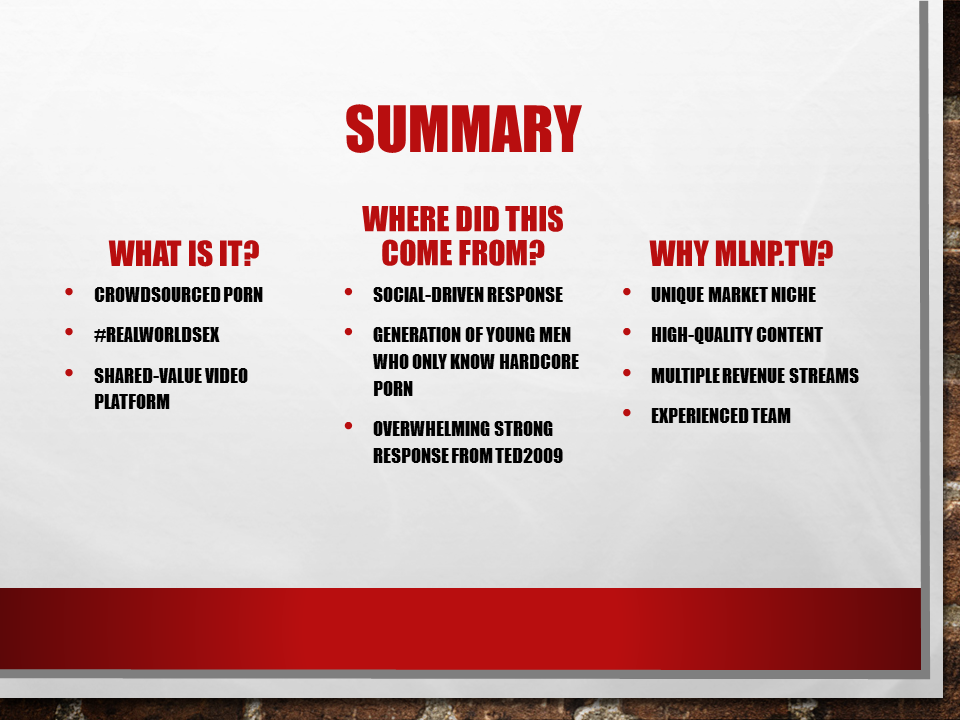 SUMMARY
WHAT IS IT?
• CROWDSOURCED PORN
• #REALWORLDSEX
• SHARED-VALUE VIDEO
PLATFORM
WHERE DID THIS
COME FROM?
• SOCIAL-DRIVEN RESPONSE
• GENERATION OF YOUNG MEN
WHO ONLY KNOW HARDCORE
PORN
• OVERWHELMING STRONG
RESPONSE FROM TED2009
WHY MLNP.TV?
• UNIQUE MARKET NICHE
• HIGH-QUALITY CONTENT
• MULTIPLE REVENUE STREAMS
• EXPERIENCED TEAM